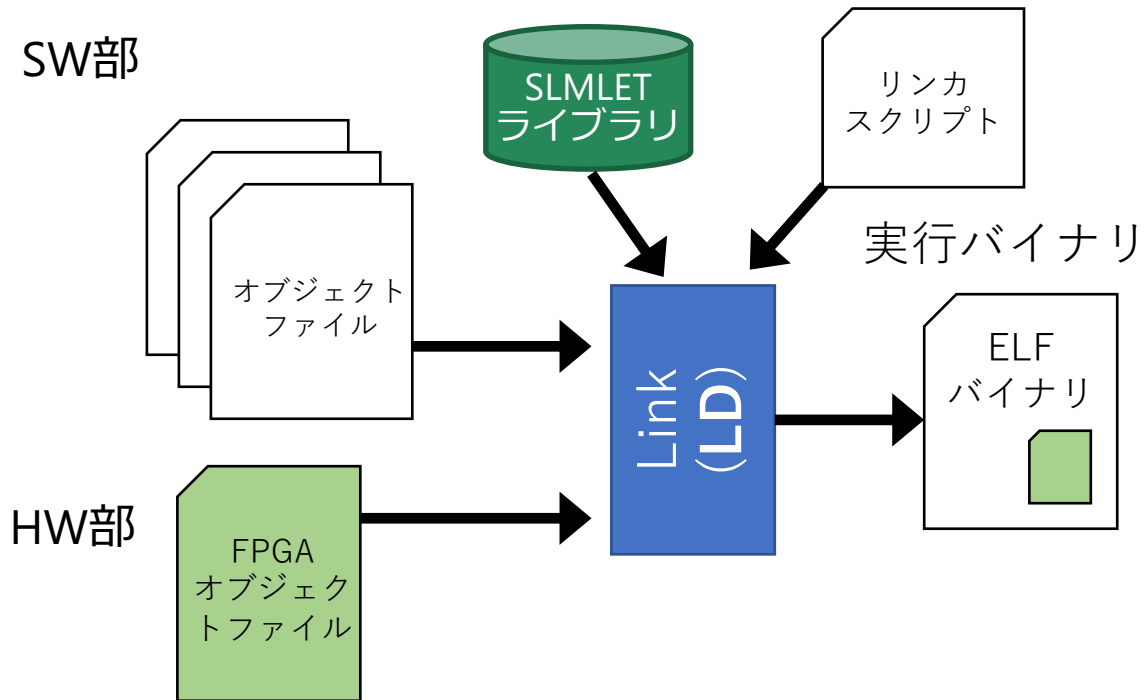 SW部
SLMLET
ライブラリ
リンカ
スクリプト
実行バイナリ
オブジェクト
ファイル
Link
(LD)
ELF
バイナリ
HW部
FPGA
オブジェク
トファイル